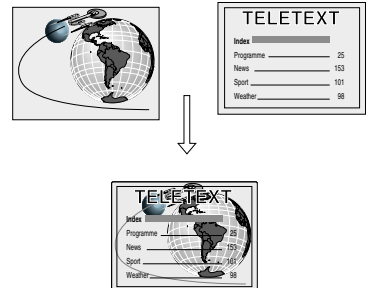 TELETEXT
Index
Programme 25
News 153
Sport 101
Weather 98
TELETEXT
Index
Programme 25
News 153
Sport 101
Weather 98